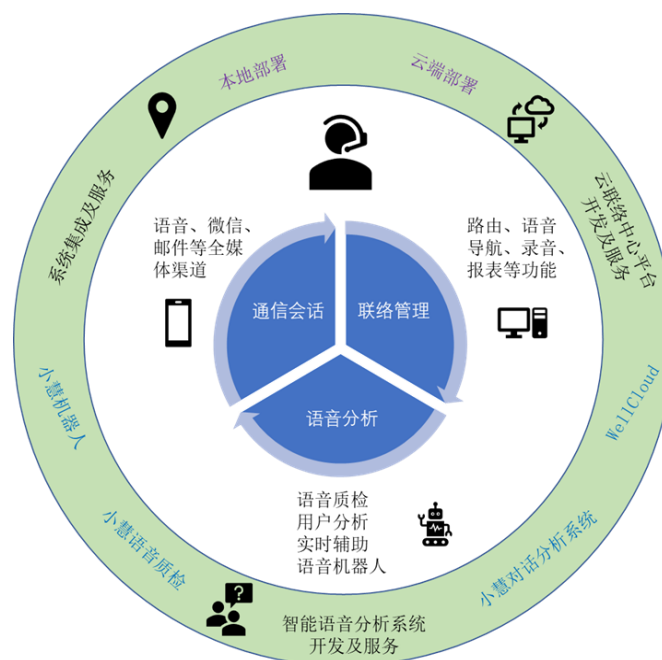 本地部署
云端部署
系统集成及服务
云联络中心平台
开发及服务
语音、微信、
邮件等全媒
体渠道
路由、语音
导航、录音、
报表等功能
通信会话
联络管理
语音分析
小慧机器人
WellCloud
语音质检
用户分析
实时辅助
语音机器人
小慧语音质检
小慧对话分析系统
智能语音分析系统
开发及服务